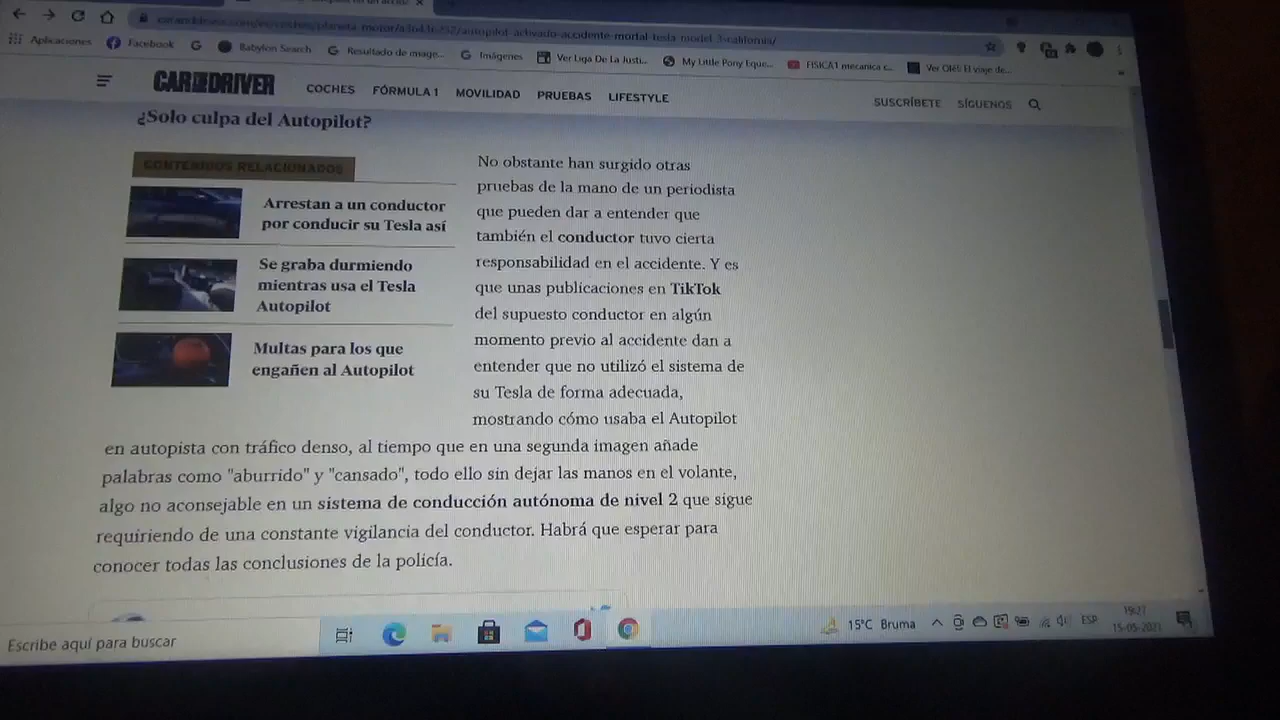 autopilot-activado-accidente-mortal-tesla-model-3-california/
Aplicaciones Facebook G Babylon Search Resultado de image... Imágenes Ver Liga De La Justi... My Little Pony Eque... FISICA1 mecanica c... Ver Olé! El viaje de...
CAR AND DRIVER COCHES FÓRMULA 1 MOVILIDAD PRUEBAS LIFESTYLE SUSCRÍBETE SÍGUENOS
¿Solo culpa del Autopilot?
CONTENIDOS RELACIONADOS
Arrestan a un conductor
por conducir su Tesla así
Se graba durmiendo
mientras usa el Tesla
Autopilot
Multas para los que
engañen al Autopilot
No obstante han surgido otras
pruebas de la mano de un periodista
que pueden dar a entender que
también el conductor tuvo cierta
responsabilidad en el accidente. Y es
que unas publicaciones en TikTok
del supuesto conductor en algún
momento previo al accidente dan a
entender que no utilizó el sistema de
su Tesla de forma adecuada,
mostrando cómo usaba el Autopilot
en autopista con tráfico denso, al tiempo que en una segunda imagen añade
palabras como "aburrido" y "cansado", todo ello sin dejar las manos en el volante,
algo no aconsejable en un sistema de conducción autónoma de nivel 2 que sigue
requiriendo de una constante vigilancia del conductor. Habrá que esperar para
conocer todas las conclusiones de la policía.
Escribe aquí para buscar
15°C Bruma
ESP
19:27
15-05-2021